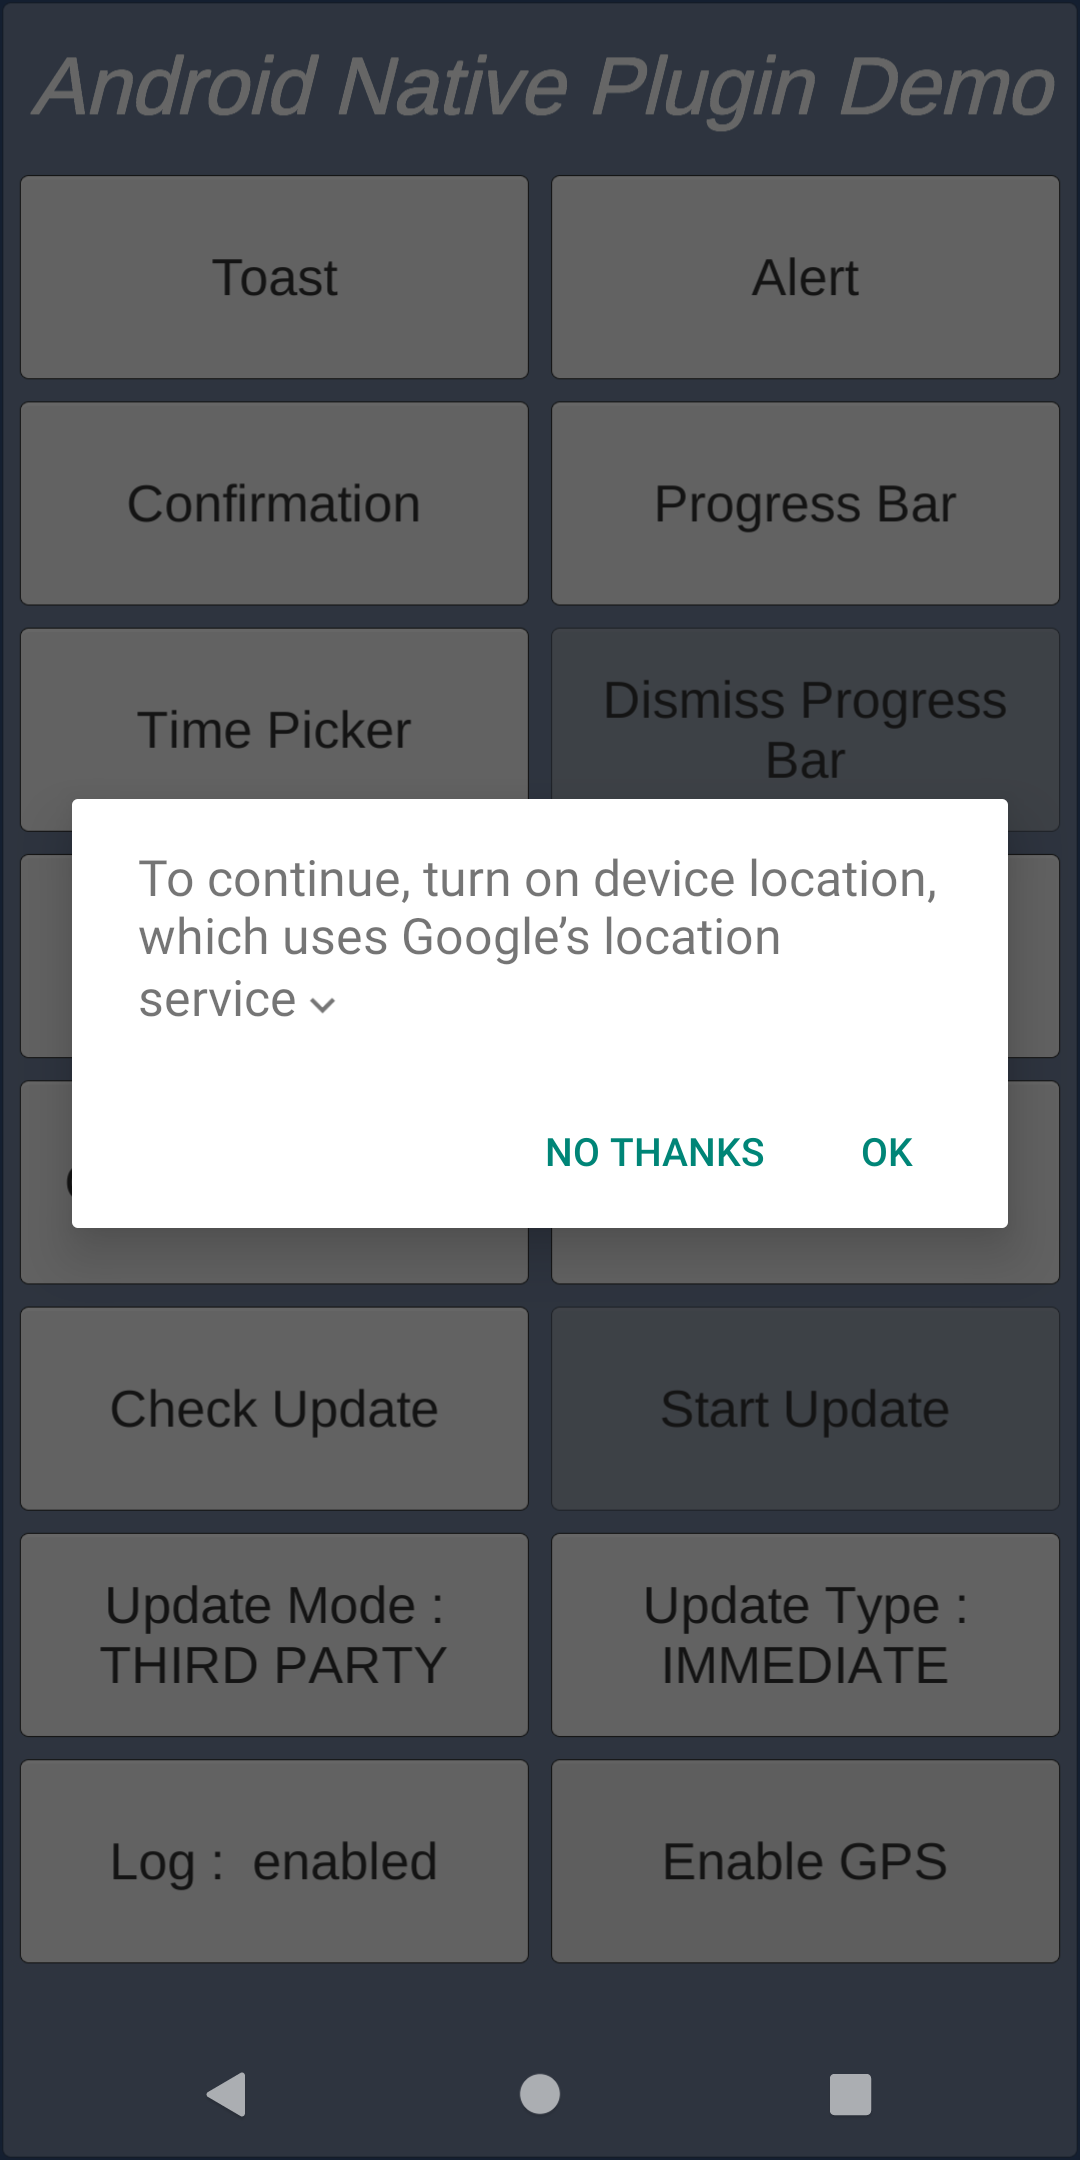 Android Native Plugin Demo
Toast
Alert
Confirmation
Progress Bar
Time Picker
Dismiss Progress
Bar
To continue, turn on device location,
which uses Google’s location
service
NO THANKS
OK
Check Update
Start Update
Update Mode :
THIRD PARTY
Update Type :
IMMEDIATE
Log :  enabled
Enable GPS